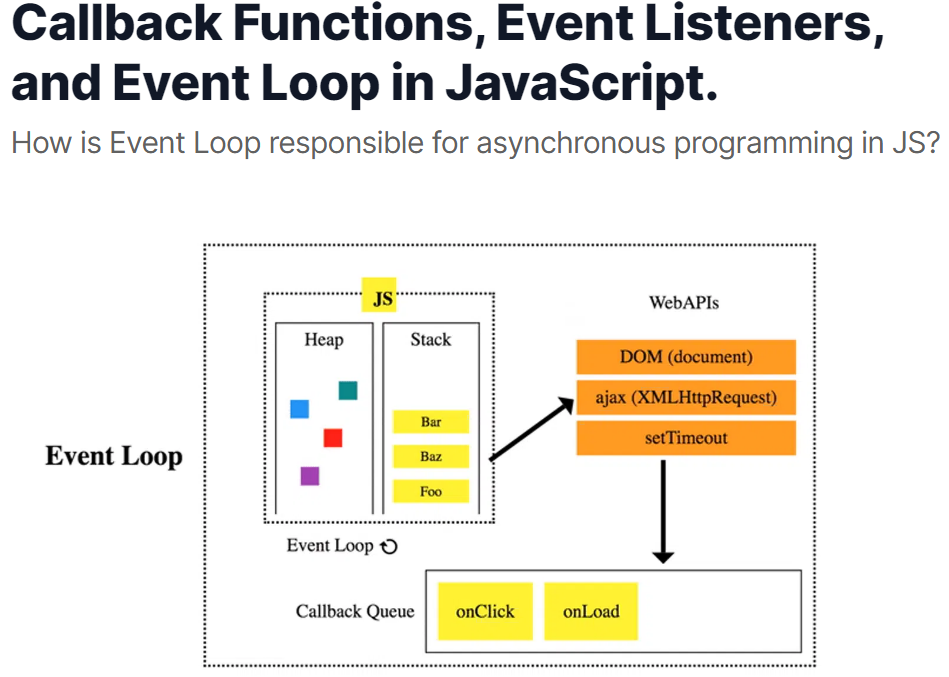 Callback Functions, Event Listeners,
and Event Loop in JavaScript.
How is Event Loop responsible for asynchronous programming in JS?
JS
WebAPIs
Heap
Stack
DOM (document)
ajax (XMLHttpRequest)
setTimeout
Bar
Baz
Foo
Event Loop
Event Loop
Callback Queue
onClick
onLoad